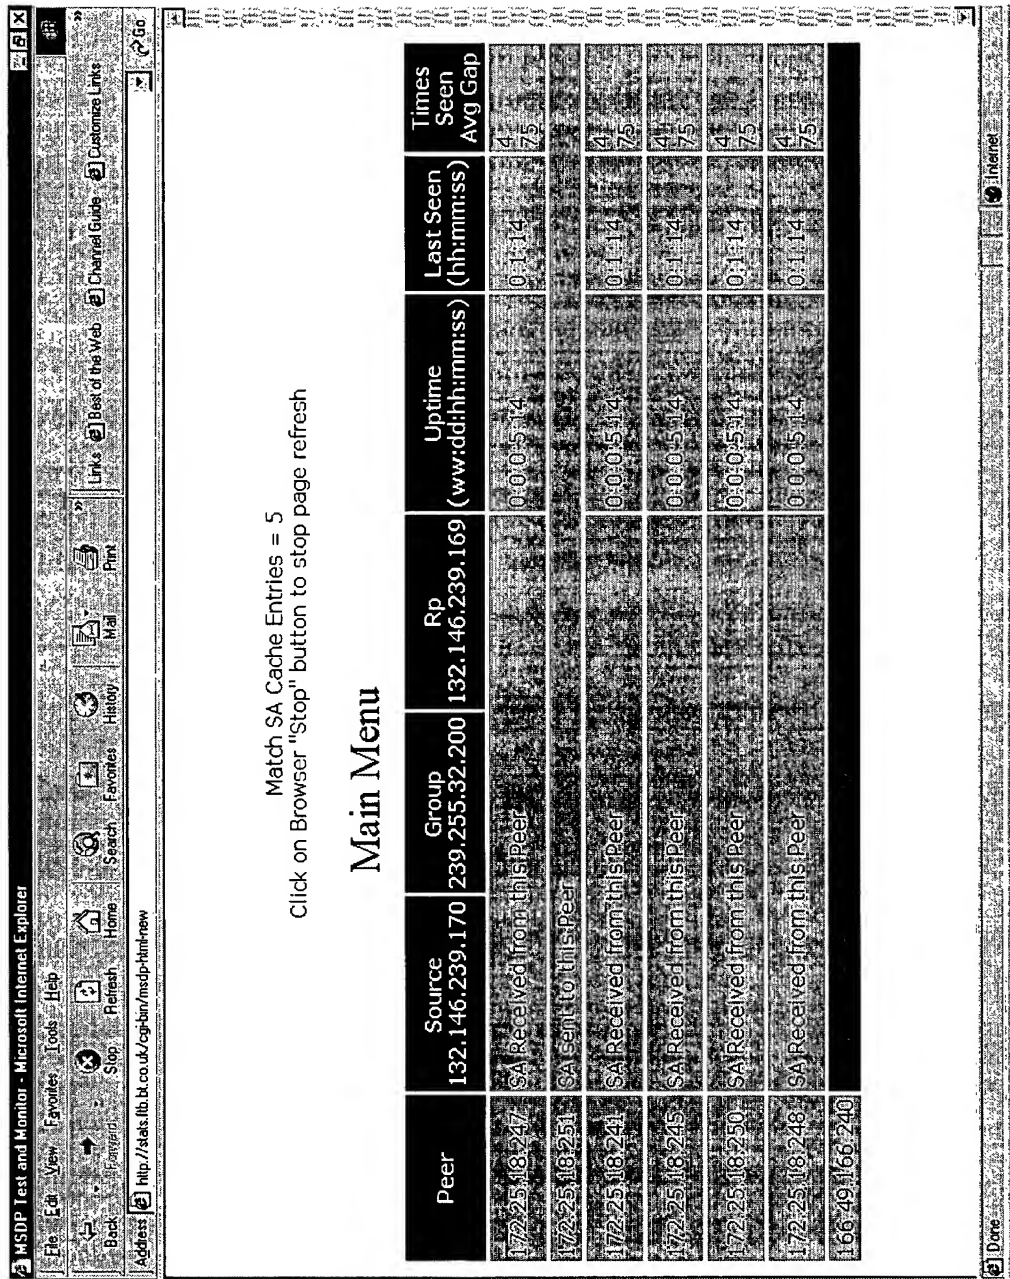 MSDP Test and Monitor - Microsoft Internet Explorer
File Edit View Favorites Tools Help
Back Forward Stop Refresh Home Search Favorites History Mail Print » Links Best of the Web Channel Guide Customize Links »
Address http://stats.ftb.bt.co.uk/cgi-bin/msdp-html-new Go
Match SA Cache Entries = 5
Click on Browser "Stop" button to stop page refresh
Main Menu
Peer Source 132.146.239.170 Group 239.255.32.200 Rp 132.146.239.169 Uptime (ww:dd:hh:mm:ss) Last Seen (hh:mm:ss) Times Seen Avg Gap
172.25.18.247 SA Received from this Peer 0:0:0:5:14 0:1:14 4 75
172.25.18.251 SA sent to this Peer
172.25.18.241 SA Received from this Peer 0:0:0:5:14 0:1:14 4 75
172.25.18.245 SA Received from this Peer 0:0:0:5:14 0:1:14 4 75
172.25.18.250 SA Received from this Peer 0:0:0:5:14 0:1:14 4 75
172.25.18.248 SA Received from this Peer 0:0:0:5:14 0:1:14 4 75
166.49.166.240
Done Internet